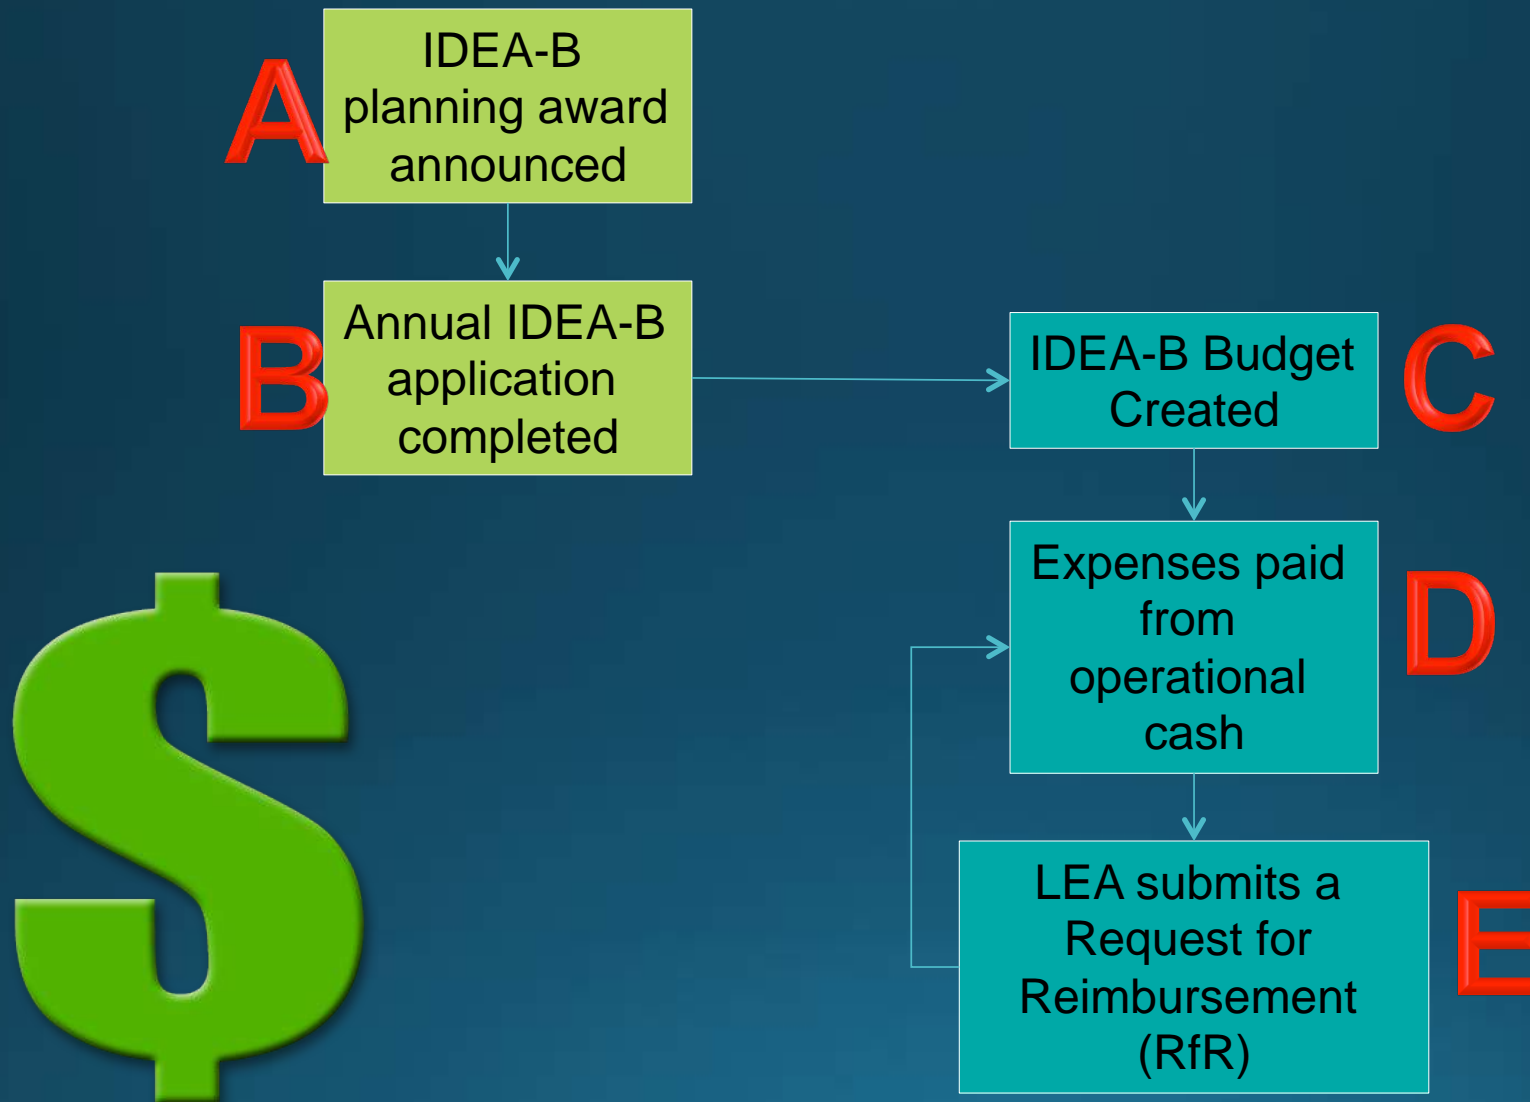 A
IDEA-B
planning award
announced
B
Annual IDEA-B
application
completed
IDEA-B Budget
Created
C
Expenses paid
from
operational
cash
D
LEA submits a
Request for
Reimbursement
(RfR)
E
$